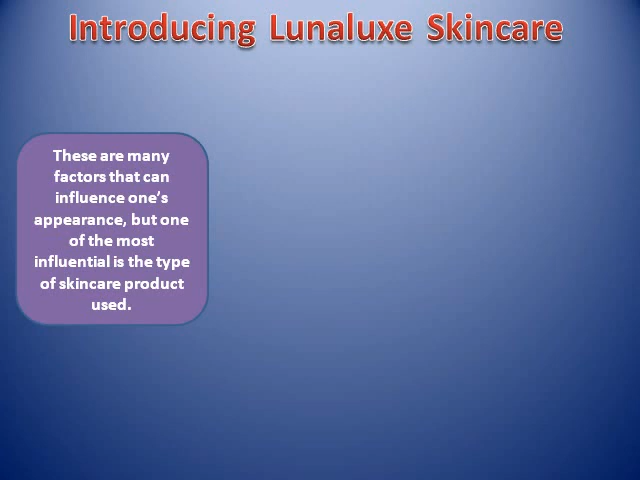 Introducing Lunaluxe Skincare
These are many
factors that can
influence one's
appearance, but one
of the most
influential is the type
of skincare product
used.